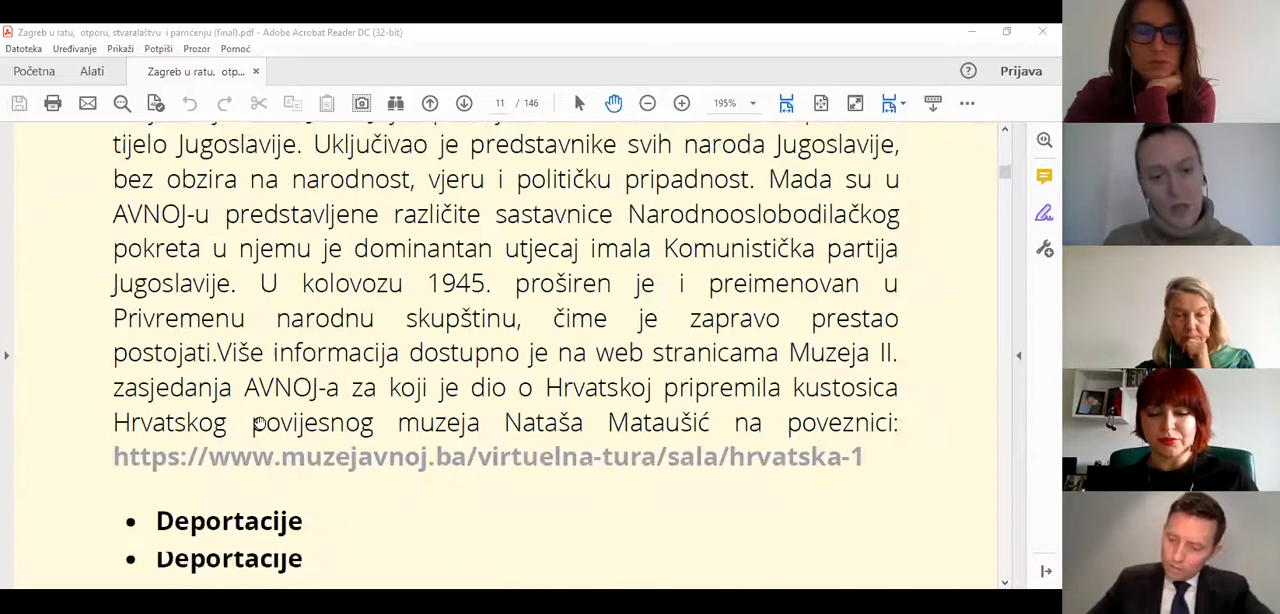 Zagreb u ratu, otporu, stvaralaštvu i pamćenju (final).pdf - Adobe Acrobat Reader DC (32-bit)
Datoteka Uređivanje Prikaži Potpiši Prozor Pomoć
Početna Alati Zagreb u ratu, otp... Prijava
11 / 146 195%
tijelo Jugoslavije. Uključivao je predstavnike svih naroda Jugoslavije,
bez obzira na narodnost, vjeru i političku pripadnost. Mada su u
AVNOJ-u predstavljene različite sastavnice Narodnooslobodilačkog
pokreta u njemu je dominantan utjecaj imala Komunistička partija
Jugoslavije. U kolovozu 1945. proširen je i preimenovan u
Privremenu narodnu skupštinu, čime je zapravo prestao
postojati.Više informacija dostupno je na web stranicama Muzeja II.
zasjedanja AVNOJ-a za koji je dio o Hrvatskoj pripremila kustosica
Hrvatskog povijesnog muzeja Nataša Mataušić na poveznici:
https://www.muzejavnoj.ba/virtuelna-tura/sala/hrvatska-1
• Deportacije
• Deportacije